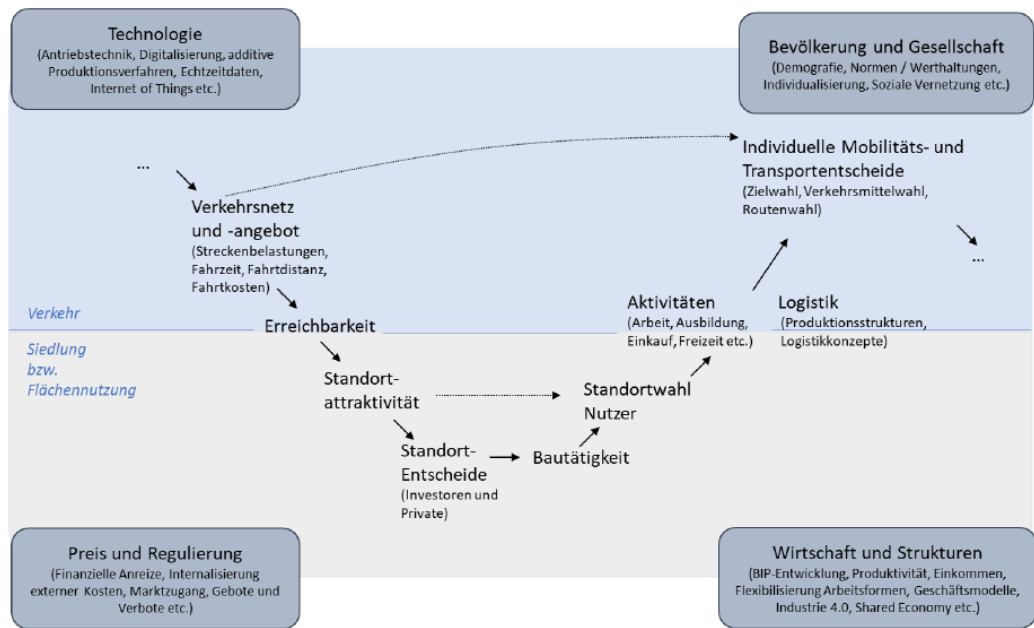 Technologie
(Antriebstechnik, Digitalisierung, additive
Produktionsverfahren, Echtzeitdaten,
Internet of Things etc.)
Bevölkerung und Gesellschaft
(Demografie, Normen / Werthaltungen,
Individualisierung, Soziale Vernetzung etc.)
...
Individuelle Mobilitäts- und
Transportentscheide
(Zielwahl, Verkehrsmittelwahl,
Routenwahl)
Verkehrsnetz
und -angebot
(Streckenbelastungen,
Fahrzeit, Fahrtdistanz,
Fahrtkosten)
...
Verkehr
Erreichbarkeit
Aktivitäten
(Arbeit, Ausbildung,
Einkauf, Freizeit etc.)
Logistik
(Produktionsstrukturen,
Logistikkonzepte)
Siedlung
bzw.
Flächennutzung
Standort-
attraktivität
Standortwahl
Nutzer
Standort-
Entscheide
(Investoren und
Private)
Bautätigkeit
Preis und Regulierung
(Finanzielle Anreize, Internalisierung
externer Kosten, Marktzugang, Gebote und
Verbote etc.)
Wirtschaft und Strukturen
(BIP-Entwicklung, Produktivität, Einkommen,
Flexibilisierung Arbeitsformen, Geschäftsmodelle,
Industrie 4.0, Shared Economy etc.)